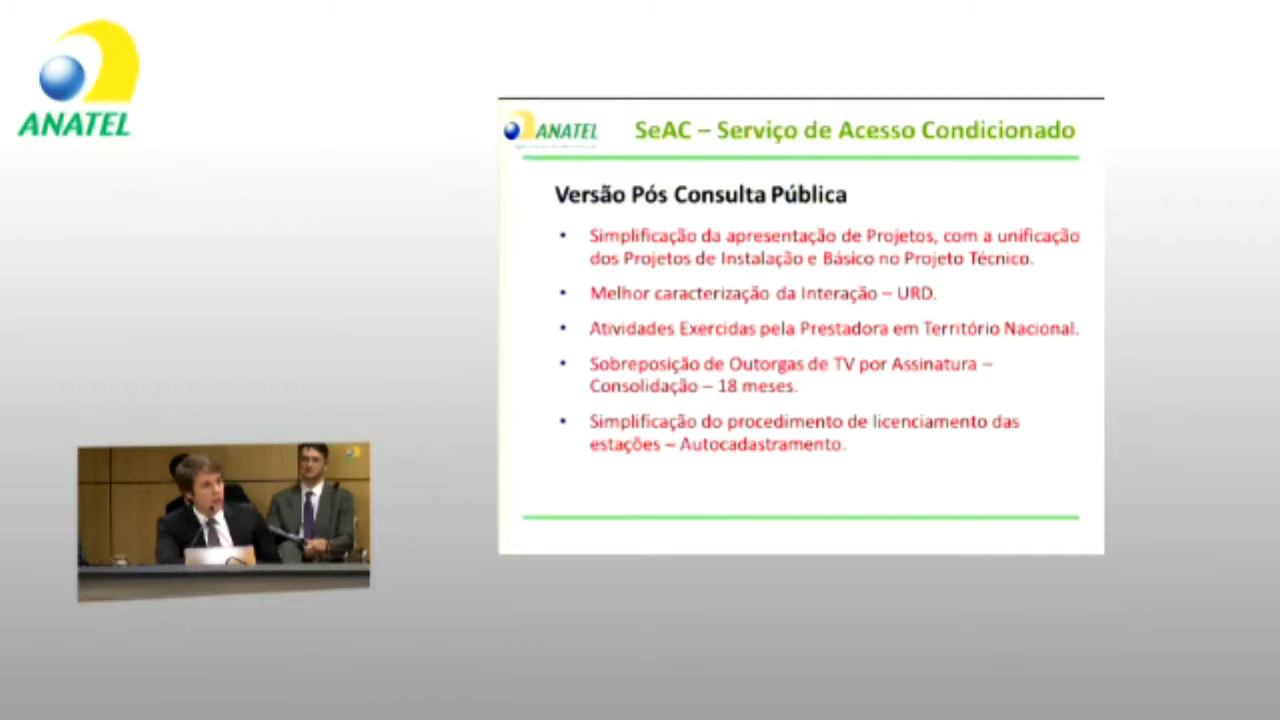 ANATEL
ANATEL
SeAC – Serviço de Acesso Condicionado
Versão Pós Consulta Pública
• Simplificação da apresentação de Projetos, com a unificação
dos Projetos de Instalação e Básico no Projeto Técnico.
• Melhor caracterização da Interação – URD.
• Atividades Exercidas pela Prestadora em Território Nacional.
• Sobreposição de Outorgas de TV por Assinatura –
Consolidação – 18 meses.
• Simplificação do procedimento de licenciamento das
estações – Autocadastramento.